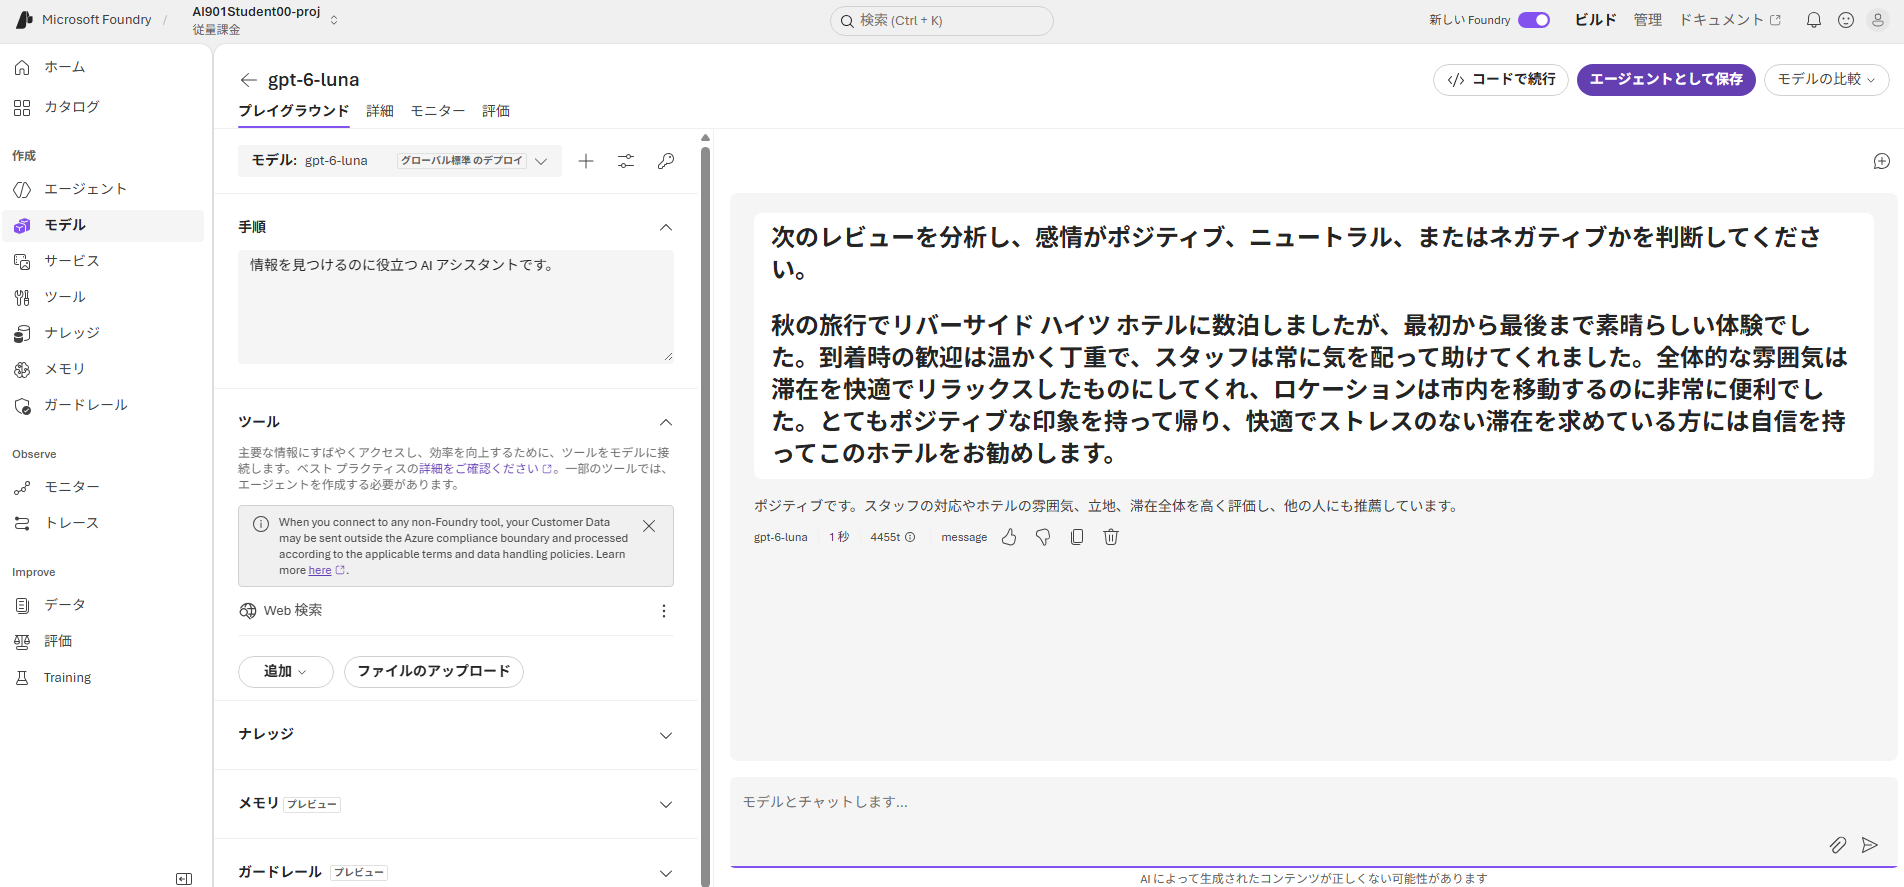 Microsoft Foundry
/
AI901Student00-proj
従量課金
検索 (Ctrl + K)
新しい Foundry
ビルド
管理
ドキュメント
ホーム
カタログ
作成
エージェント
モデル
サービス
ツール
ナレッジ
メモリ
ガードレール
Observe
モニター
トレース
Improve
データ
評価
Training
gpt-6-luna
コードで続行
エージェントとして保存
モデルの比較
プレイグラウンド
詳細
モニター
評価
モデル: gpt-6-luna
グローバル標準 のデプロイ
手順
情報を見つけるのに役立つ AI アシスタントです。
ツール
主要な情報にすばやくアクセスし、効率を向上するために、ツールをモデルに接
続します。ベスト プラクティスの詳細をご確認ください。一部のツールでは、
エージェントを作成する必要があります。
When you connect to any non-Foundry tool, your Customer Data
may be sent outside the Azure compliance boundary and processed
according to the applicable terms and data handling policies. Learn
more here.
Web 検索
追加
ファイルのアップロード
ナレッジ
メモリ プレビュー
ガードレール プレビュー
次のレビューを分析し、感情がポジティブ、ニュートラル、またはネガティブかを判断してくださ
い。
秋の旅行でリバーサイド ハイツ ホテルに数泊しましたが、最初から最後まで素晴らしい体験でし
た。到着時の歓迎は温かく丁重で、スタッフは常に気を配って助けてくれました。全体的な雰囲気は
滞在を快適でリラックスしたものにしてくれ、ロケーションは市内を移動するのに非常に便利でし
た。とてもポジティブな印象を持って帰り、快適でストレスのない滞在を求めている方には自信を持
ってこのホテルをお勧めします。
ポジティブです。スタッフの対応やホテルの雰囲気、立地、滞在全体を高く評価し、他の人にも推薦しています。
gpt-6-luna
1 秒
4455t
message
モデルとチャットします...
AI によって生成されたコンテンツが正しくない可能性があります